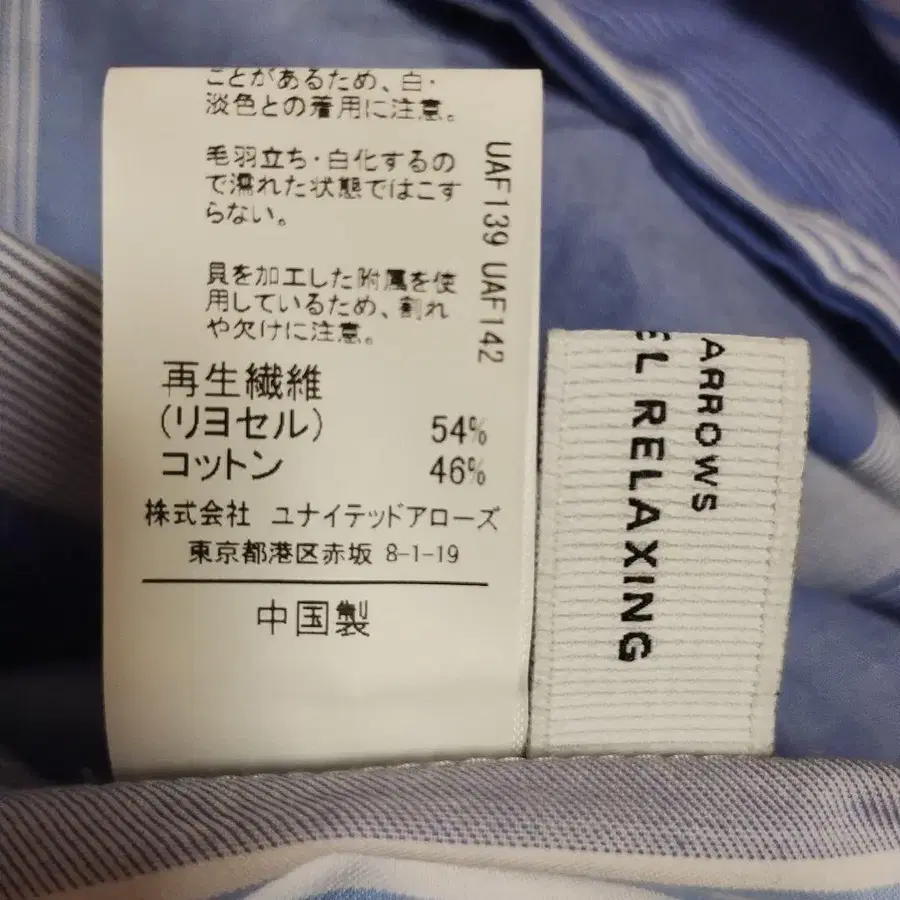 ことがあるため、白・
淡色との着用に注意。
毛羽立ち・白化するの
で濡れた状態ではこす
らない。
貝を加工した附属を使
用しているため、割れ
や欠けに注意。
UAF139 UAF142
再生繊維
(リヨセル) 54%
コットン 46%
株式会社 ユナイテッドアローズ
東京都港区赤坂 8-1-19
中国製
ARROWS
EL RELAXING